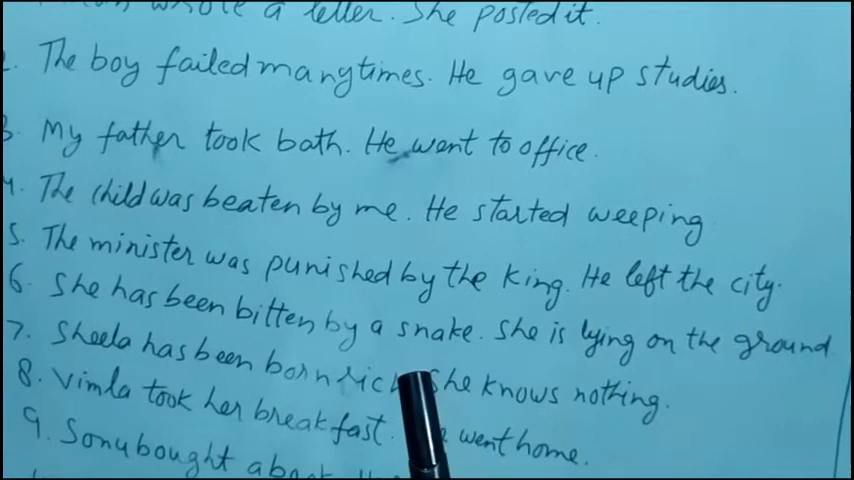 wrote a letter. She posted it.
2. The boy failed many times. He gave up studies.
3. My father took bath. He went to office.
4. The child was beaten by me. He started weeping
5. The minister was punished by the king. He left the city.
6. She has been bitten by a snake. She is lying on the ground
7. Sheela has been born rich. She knows nothing.
8. Vimla took her breakfast. went home.
9. Sonu bought a